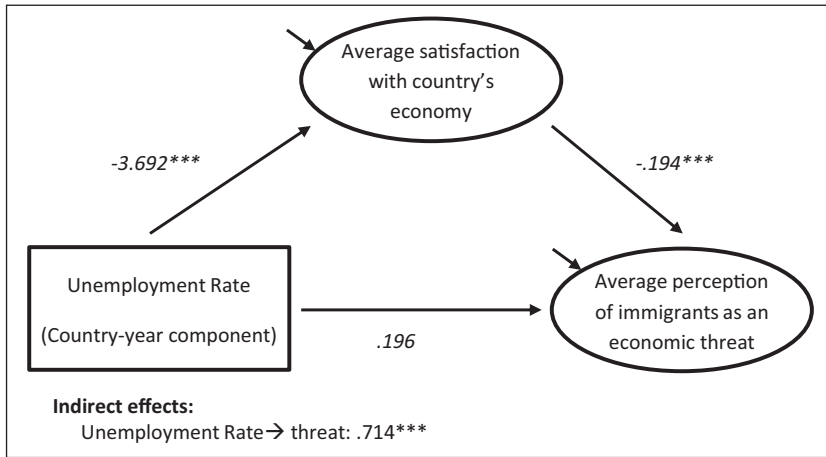 Average satisfaction
with country's
economy
-3.692***
-.194***
Unemployment Rate
(Country-year component)
.196
Average perception
of immigrants as an
economic threat
Indirect effects:
Unemployment Rate→ threat: .714***